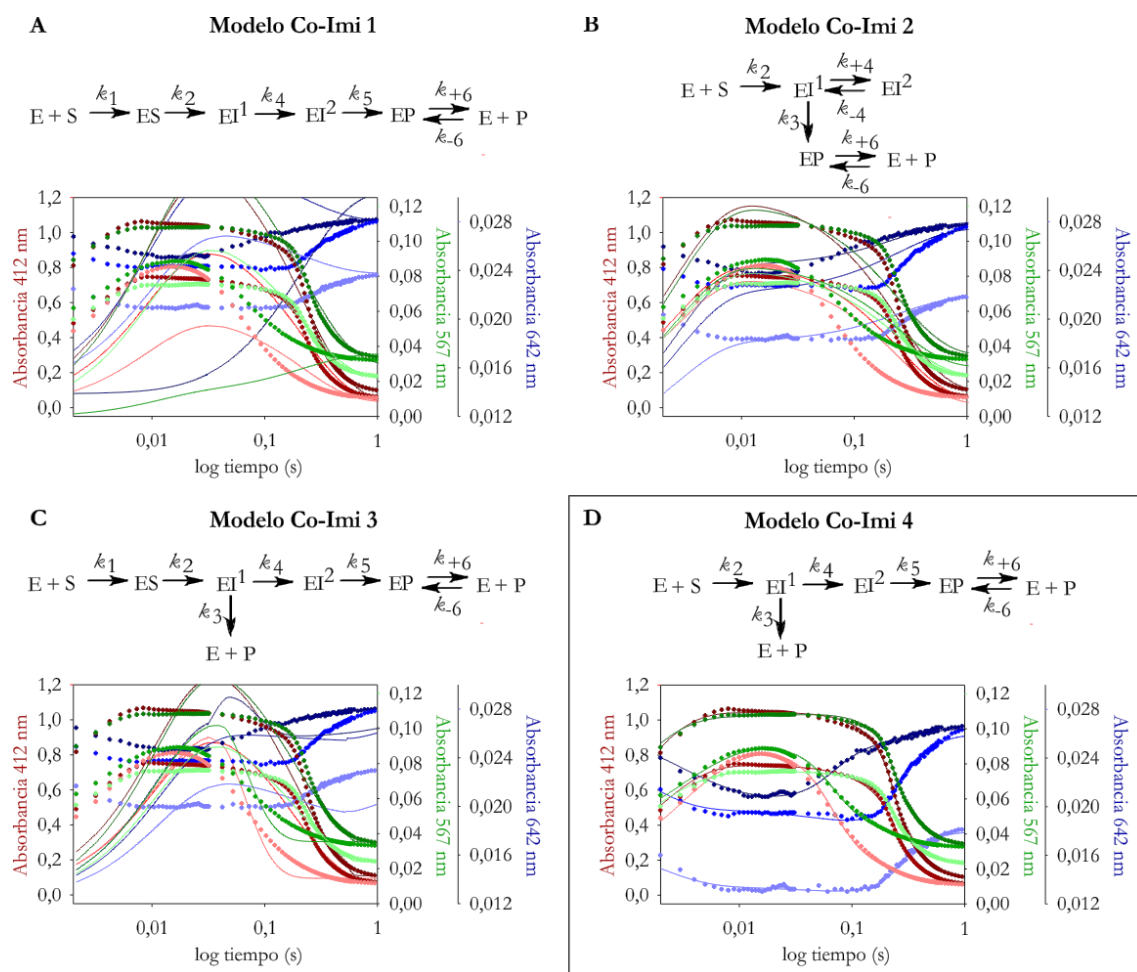 A Modelo Co-Imi 1
k1 k2 k4 k5 k+6
E + S ES EI1 EI2 EP E + P
k-6
1,2
1,0
0,8
0,6
0,4
0,2
0,0
Absorbancia 412 nm
0,12
0,10
0,08
0,06
0,04
0,02
0,00
Absorbancia 567 nm
0,028
0,024
0,020
0,016
0,012
Absorbancia 642 nm
0,01 0,1 1
log tiempo (s)
B Modelo Co-Imi 2
k2 k+4
E + S EI1 EI2
k-4
k3
k+6
EP E + P
k-6
1,2
1,0
0,8
0,6
0,4
0,2
0,0
Absorbancia 412 nm
0,12
0,10
0,08
0,06
0,04
0,02
0,00
Absorbancia 567 nm
0,028
0,024
0,020
0,016
0,012
Absorbancia 642 nm
0,01 0,1 1
log tiempo (s)
C Modelo Co-Imi 3
k1 k2 k4 k5 k+6
E + S ES EI1 EI2 EP E + P
k-6
k3
E + P
1,2
1,0
0,8
0,6
0,4
0,2
0,0
Absorbancia 412 nm
0,12
0,10
0,08
0,06
0,04
0,02
0,00
Absorbancia 567 nm
0,028
0,024
0,020
0,016
0,012
Absorbancia 642 nm
0,01 0,1 1
log tiempo (s)
D Modelo Co-Imi 4
k2 k4 k5 k+6
E + S EI1 EI2 EP E + P
k-6
k3
E + P
1,2
1,0
0,8
0,6
0,4
0,2
0,0
Absorbancia 412 nm
0,12
0,10
0,08
0,06
0,04
0,02
0,00
Absorbancia 567 nm
0,028
0,024
0,020
0,016
0,012
Absorbancia 642 nm
0,01 0,1 1
log tiempo (s)